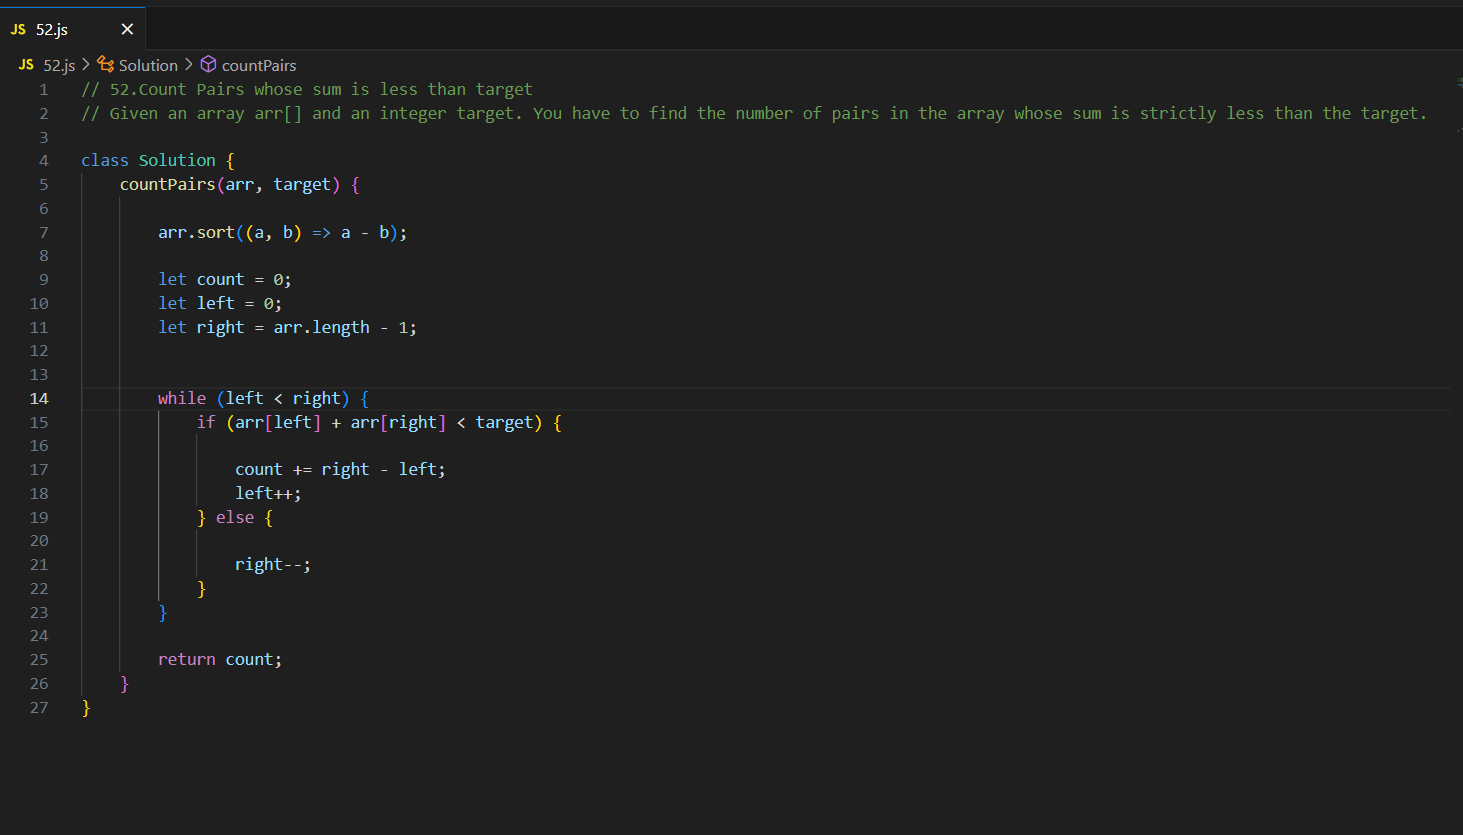 JS 52.js ×
JS 52.js > Solution > countPairs
1 // 52.Count Pairs whose sum is less than target
2 // Given an array arr[] and an integer target. You have to find the number of pairs in the array whose sum is strictly less than the target.
3
4 class Solution {
5     countPairs(arr, target) {
6
7         arr.sort((a, b) => a - b);
8
9         let count = 0;
10         let left = 0;
11         let right = arr.length - 1;
12
13
14         while (left < right) {
15             if (arr[left] + arr[right] < target) {
16
17                 count += right - left;
18                 left++;
19             } else {
20
21                 right--;
22             }
23         }
24
25         return count;
26     }
27 }